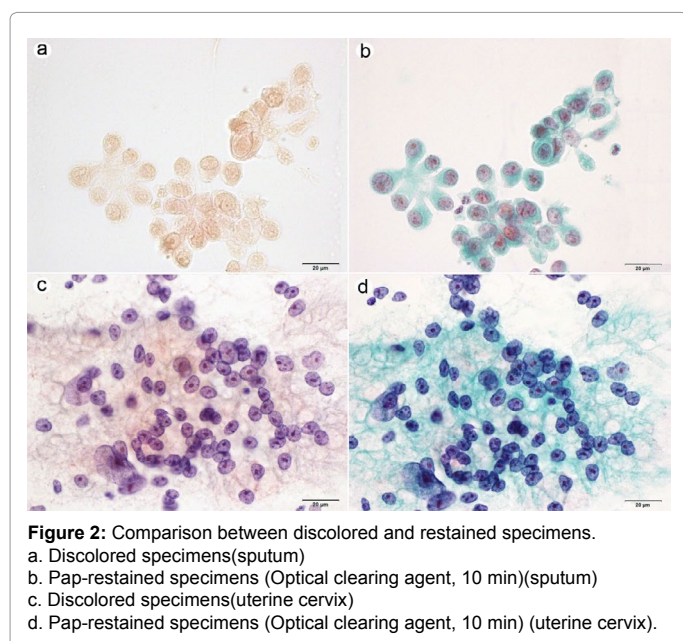 a
b
20 µm
20 µm
c
d
20 µm
20 µm
Figure 2: Comparison between discolored and restained specimens.
a. Discolored specimens(sputum)
b. Pap-restained specimens (Optical clearing agent, 10 min)(sputum)
c. Discolored specimens(uterine cervix)
d. Pap-restained specimens (Optical clearing agent, 10 min) (uterine cervix).